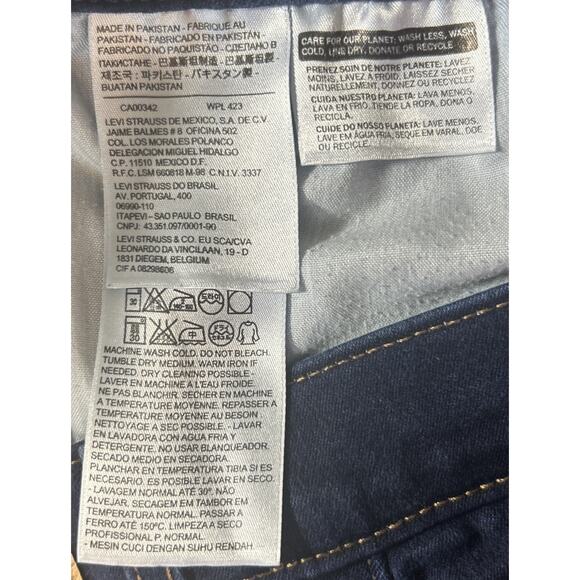 MADE IN PAKISTAN - FABRIQUE AU
PAKISTAN - FABRICADO EN PAKISTÁN -
FABRICADO NO PAQUISTÃO - СДЕЛАНО В
ПАКИСТАНЕ - 巴基斯坦制造 - 巴基斯坦製
제조국 : 파키스탄 - パキスタン製 -
BUATAN PAKISTAN
CA00342 WPL 423
LEVI STRAUSS DE MEXICO, S.A. DE C.V
JAIME BALMES # 8 OFICINA 502
COL. LOS MORALES POLANCO
DELEGACION MIGUEL HIDALGO
C.P. 11510 MEXICO D.F.
R.F.C. LSM 660818 M-98 C.N.I.V. 3337
LEVI STRAUSS DO BRASIL
AV. PORTUGAL, 400
06990-110
ITAPEVI - SAO PAULO BRASIL
CNPJ: 43.351.097/0001-90
LEVI STRAUSS & CO. EU SCA/CVA
LEONARDO DA VINCILAAN, 19 - D
1831 DIEGEM, BELGIUM
CIF A 08298606
CARE FOR OUR PLANET: WASH LESS, WASH
COLD, LINE DRY, DONATE OR RECYCLE
PRENEZ SOIN DE NOTRE PLANETE: LAVEZ
MOINS, LAVEZ A FROID, LAISSEZ SECHER
NATURELLEMENT, DONNEZ OU RECYCLEZ
CUIDA NUESTRO PLANETA: LAVA MENOS,
LAVA EN FRIO, TIENDE LA ROPA, DONA O
RECICLA.
CUIDE DO NOSSO PLANETA: LAVE MENOS,
LAVE EM ÁGUA FRIA, SEQUE EM VARAL, DOE
OU RECICLE.
30
30 中
MACHINE WASH COLD. DO NOT BLEACH.
TUMBLE DRY MEDIUM. WARM IRON IF
NEEDED. DRY CLEANING POSSIBLE -
LAVER EN MACHINE A L'EAU FROIDE.
NE PAS BLANCHIR. SECHER EN MACHINE
A TEMPERATURE MOYENNE. REPASSER A
TEMPERATURE MOYENNE AU BESOIN .
NETTOYAGE A SEC POSSIBLE. - LAVAR
EN LAVADORA CON AGUA FRIA Y
DETERGENTE. NO USAR BLANQUEADOR.
SECADO MEDIO EN SECADORA.
PLANCHAR EN TEMPERATURA TIBIA SI ES
NECESARIO. ES POSIBLE LAVAR EN SECO.
- LAVAGEM NORMAL ATÉ 30º. NÃO
ALVEJAR. SECAGEM EM TAMBOR EM
TEMPERATURA NORMAL. PASSAR A
FERRO ATÉ 150ºC. LIMPEZA A SECO
PROFISSIONAL P. NORMAL.
- MESIN CUCI DENGAN SUHU RENDAH.